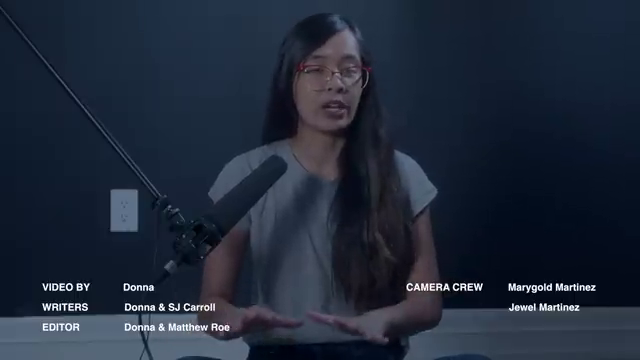 VIDEO BY Donna
WRITERS Donna & SJ Carroll
EDITOR Donna & Matthew Roe
CAMERA CREW Marygold Martinez
Jewel Martinez